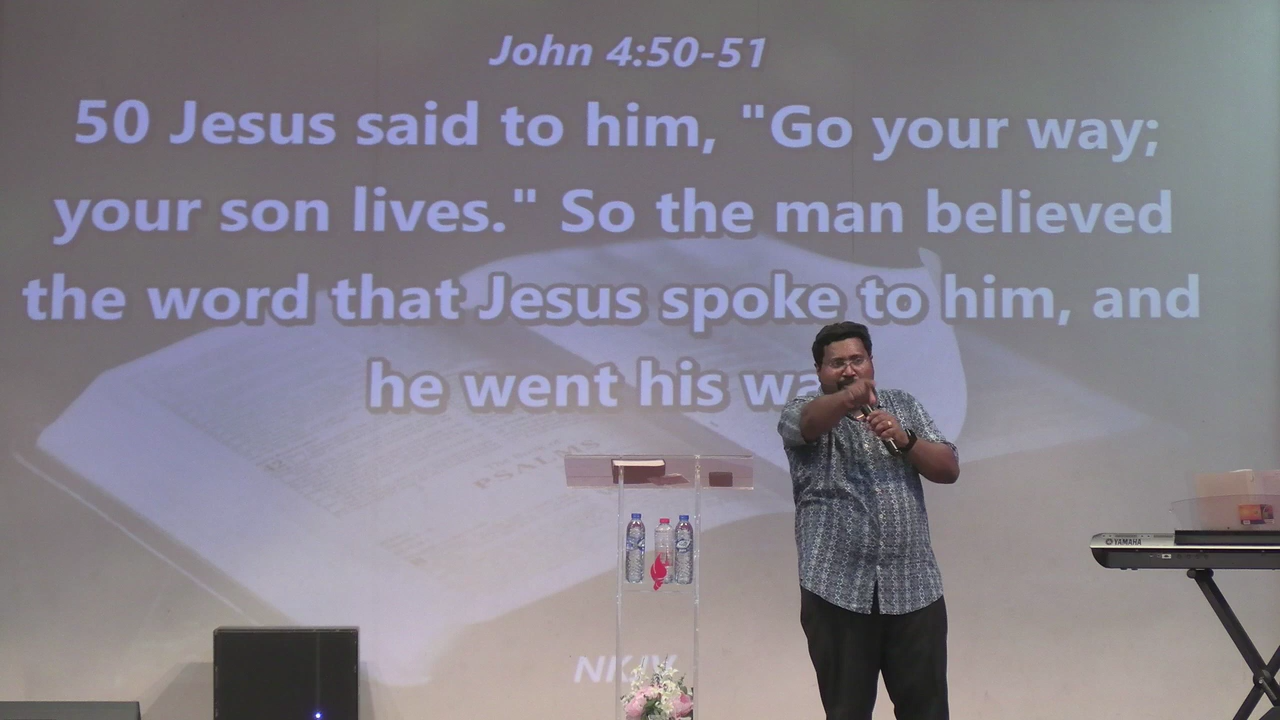 John 4:50-51
50 Jesus said to him, "Go your way;
your son lives." So the man believed
the word that Jesus spoke to him, and
he went his wa
PSALMS
NKJV
YAMAHA